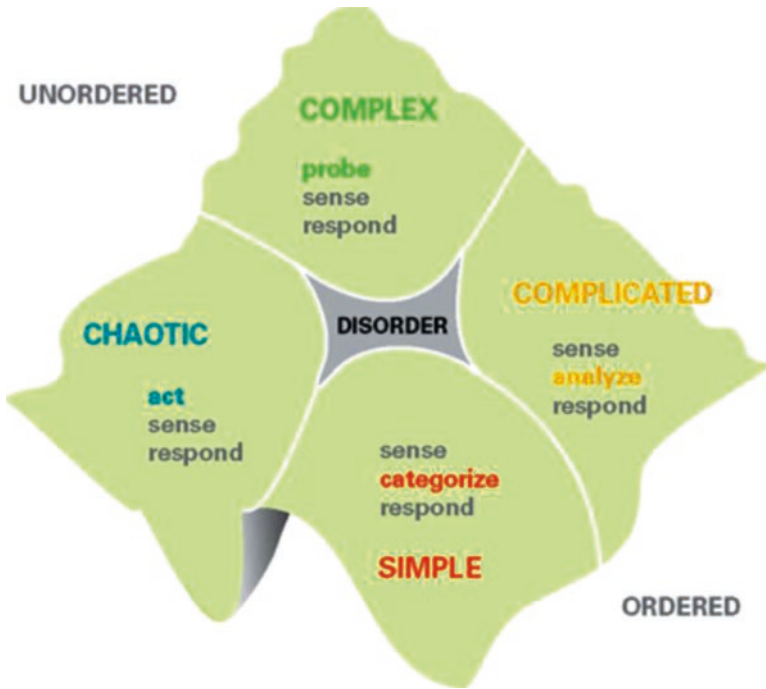 UNORDERED
COMPLEX
probe
sense
respond
COMPLICATED
sense
analyze
respond
DISORDER
CHAOTIC
act
sense
respond
sense
categorize
respond
SIMPLE
ORDERED